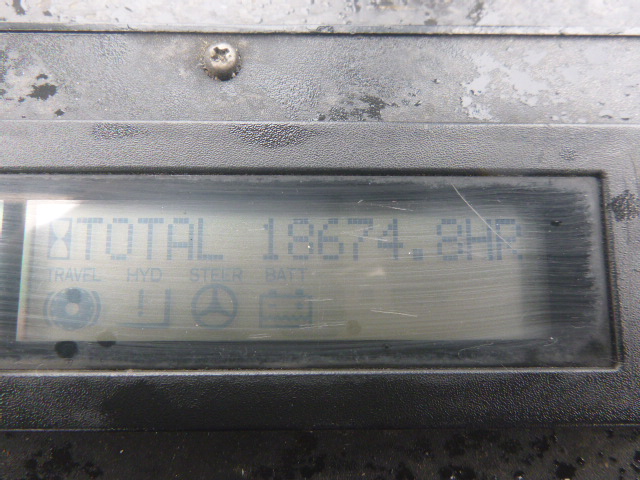 TOTAL 18674.8HR
TRAVEL HYD STEER BATT